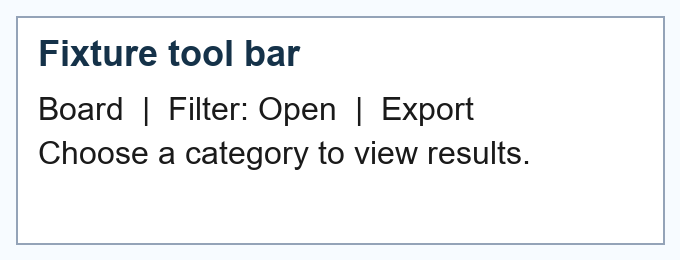 Fixture tool bar
Board | Filter: Open | Export
Choose a category to view results.